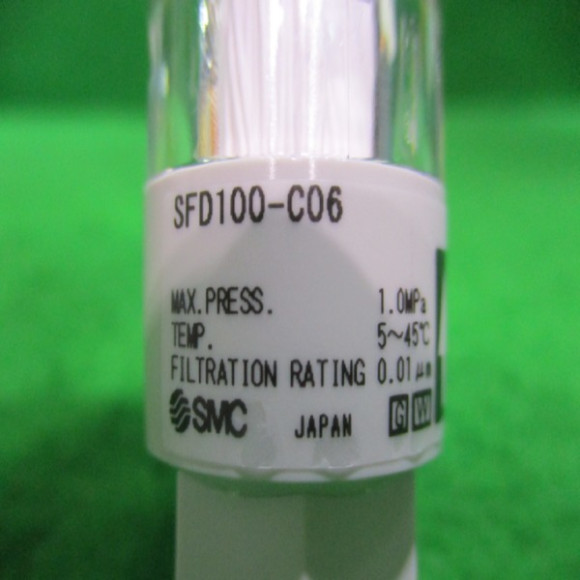 SFD100-C06
MAX.PRESS. 1.0MPa
TEMP. 5~45℃
FILTRATION RATING 0.01μm
SMC JAPAN G W